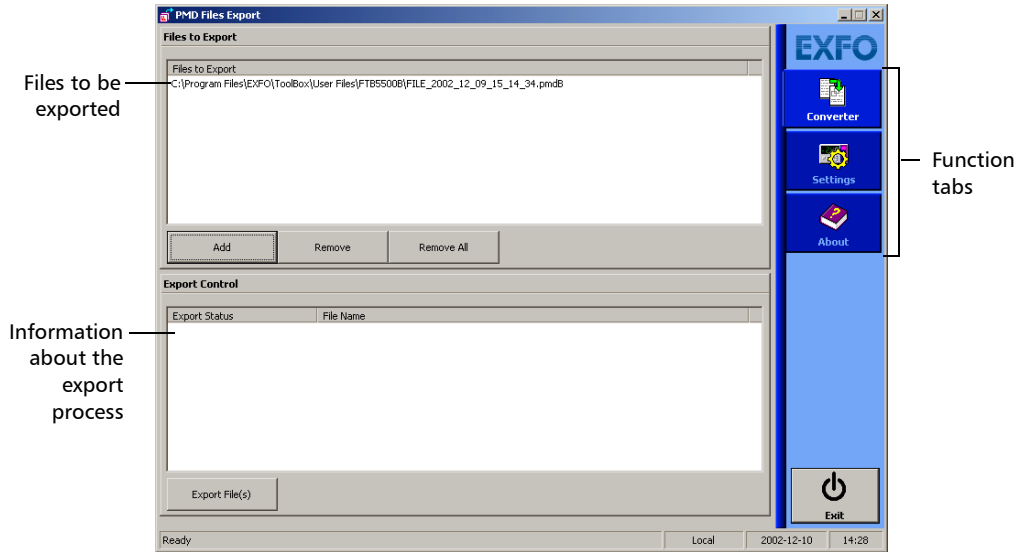 PMD Files Export
Files to Export
Files to Export
C:\Program Files\EXFO\ToolBox\User Files\FTB5500B\FILE_2002_12_09_15_14_34.pmdB
Add
Remove
Remove All
Export Control
Export Status
File Name
Export File(s)
Ready
Local
2002-12-10
14:28
EXFO
Converter
Settings
About
Exit
Files to be
exported
Information
about the
export
process
Function
tabs